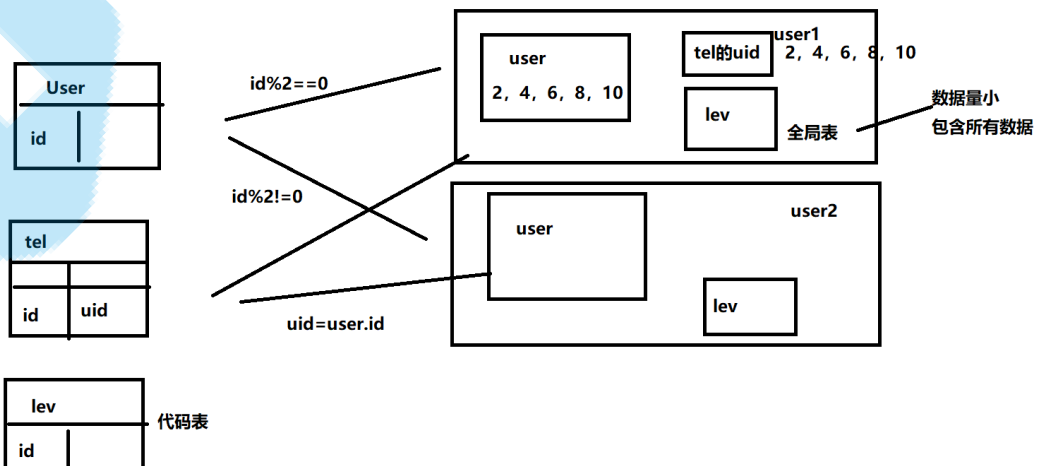 User
id
id%2==0
id%2!=0
tel
id
uid
uid=user.id
lev
id
代码表
user1
user
2, 4, 6, 8, 10
tel的uid
2, 4, 6, 8, 10
lev
全局表
数据量小
包含所有数据
user2
user
lev